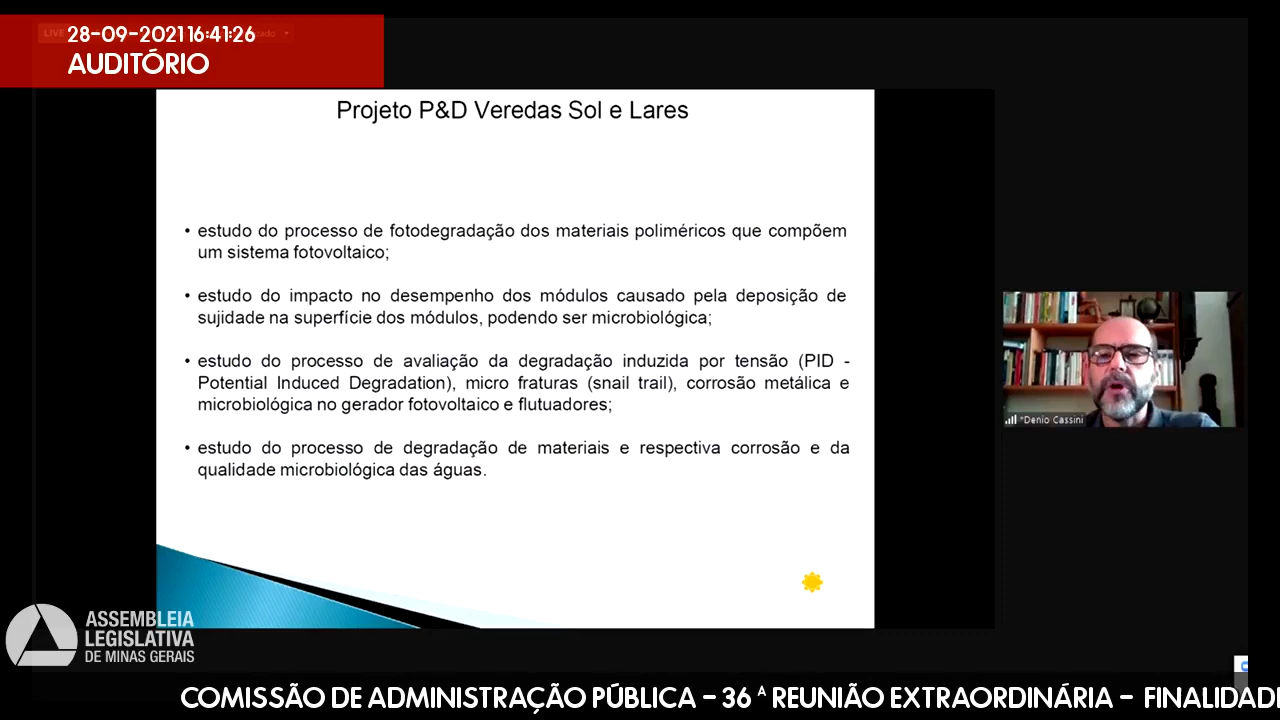 LIVE
28-09-2021 16:41:26
AUDITÓRIO
Projeto P&D Veredas Sol e Lares
• estudo do processo de fotodegradação dos materiais poliméricos que compõem
um sistema fotovoltaico;
• estudo do impacto no desempenho dos módulos causado pela deposição de
sujidade na superfície dos módulos, podendo ser microbiológica;
• estudo do processo de avaliação da degradação induzida por tensão (PID -
Potential Induced Degradation), micro fraturas (snail trail), corrosão metálica e
microbiológica no gerador fotovoltaico e flutuadores;
• estudo do processo de degradação de materiais e respectiva corrosão e da
qualidade microbiológica das águas.
*Denio Cassini
ASSEMBLEIA
LEGISLATIVA
DE MINAS GERAIS
COMISSÃO DE ADMINISTRAÇÃO PÚBLICA - 36 ª REUNIÃO EXTRAORDINÁRIA - FINALIDADE